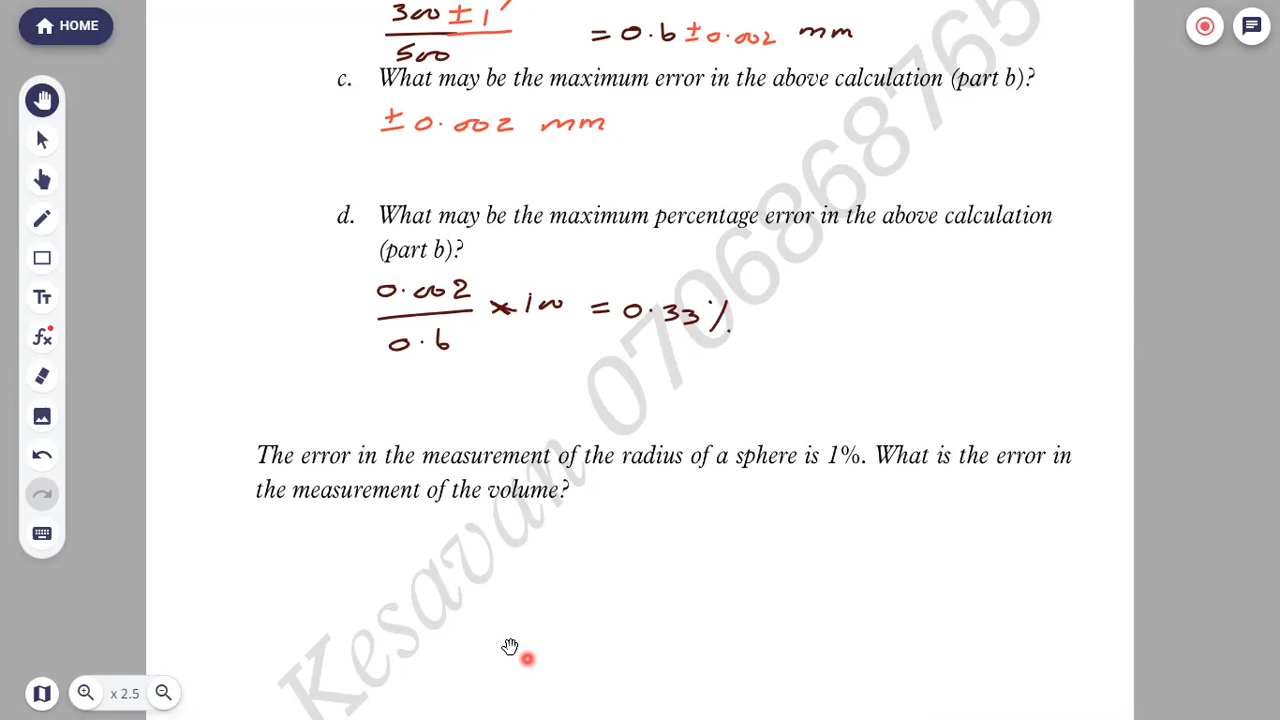 HOME
300 ± 1
500
= 0.6 ± 0.002 mm
c. What may be the maximum error in the above calculation (part b)?
± 0.002 mm
d. What may be the maximum percentage error in the above calculation
(part b)?
0.002
0.6
× 100 = 0.33%
The error in the measurement of the radius of a sphere is 1%. What is the error in
the measurement of the volume?
Kesavan 0706868765
Tт
fx
x 2.5